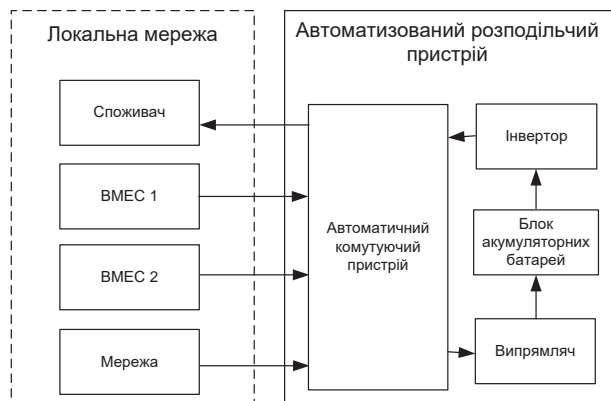 Локальна мережа
Споживач
ВМЕС 1
ВМЕС 2
Мережа
Автоматизований розподільчий
пристрій
Автоматичний
комутуючий
пристрій
Інвертор
Блок
акумуляторних
батарей
Випрямляч